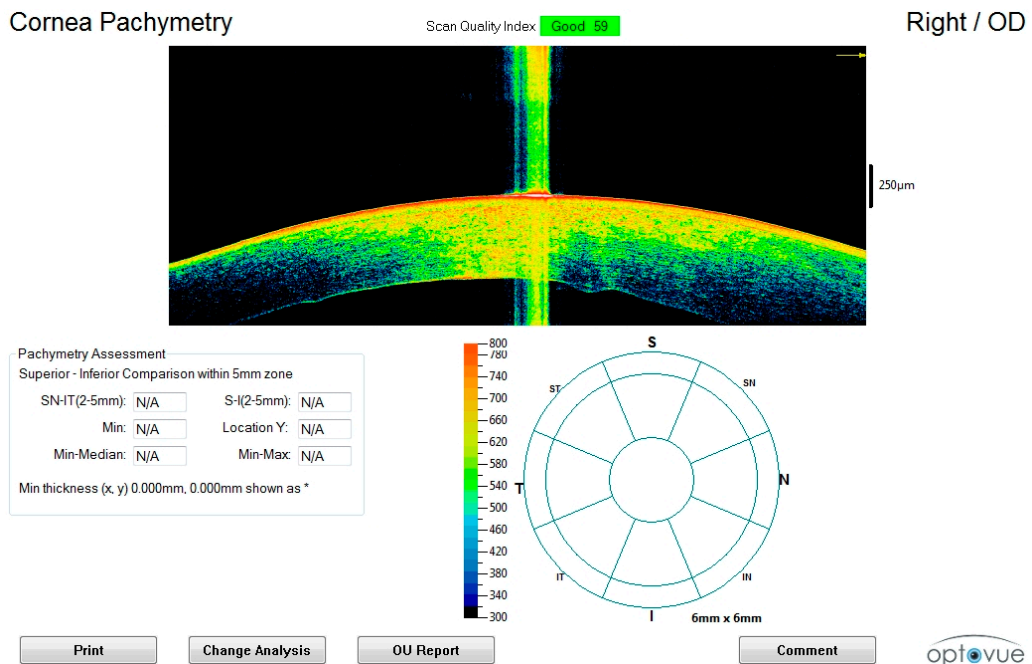 Cornea Pachymetry
Scan Quality Index Good 59
Right / OD
250µm
Pachymetry Assessment
Superior - Inferior Comparison within 5mm zone
SN-IT(2-5mm): N/A S-I(2-5mm): N/A
Min: N/A Location Y: N/A
Min-Median: N/A Min-Max: N/A
Min thickness (x, y) 0.000mm, 0.000mm shown as *
800
780
740
700
660
620
580
540
500
460
420
380
340
300
S
ST SN
T N
IT IN
I
6mm x 6mm
Print Change Analysis OU Report Comment
optovue